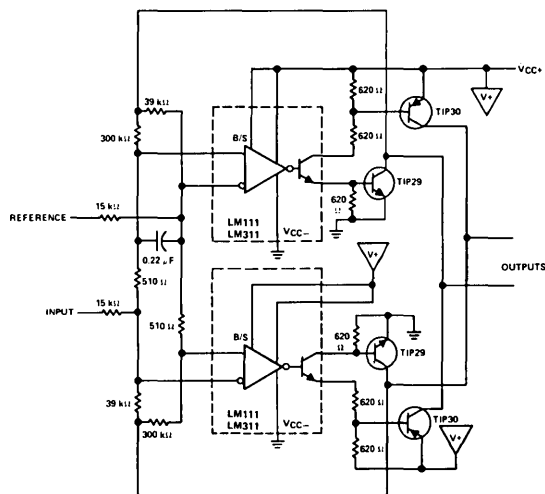 VCC+
39 kΩ
620 Ω
V+
TIP30
300 kΩ
B/S
620 Ω
TIP29
15 kΩ
REFERENCE
620
Ω
LM111
LM311
VCC−
0.22 µF
V+
510 Ω
OUTPUTS
INPUT
15 kΩ
510 Ω
B/S
620
Ω
TIP29
39 kΩ
620 Ω
TIP30
V+
300 kΩ
LM111
LM311
VCC−
620 Ω